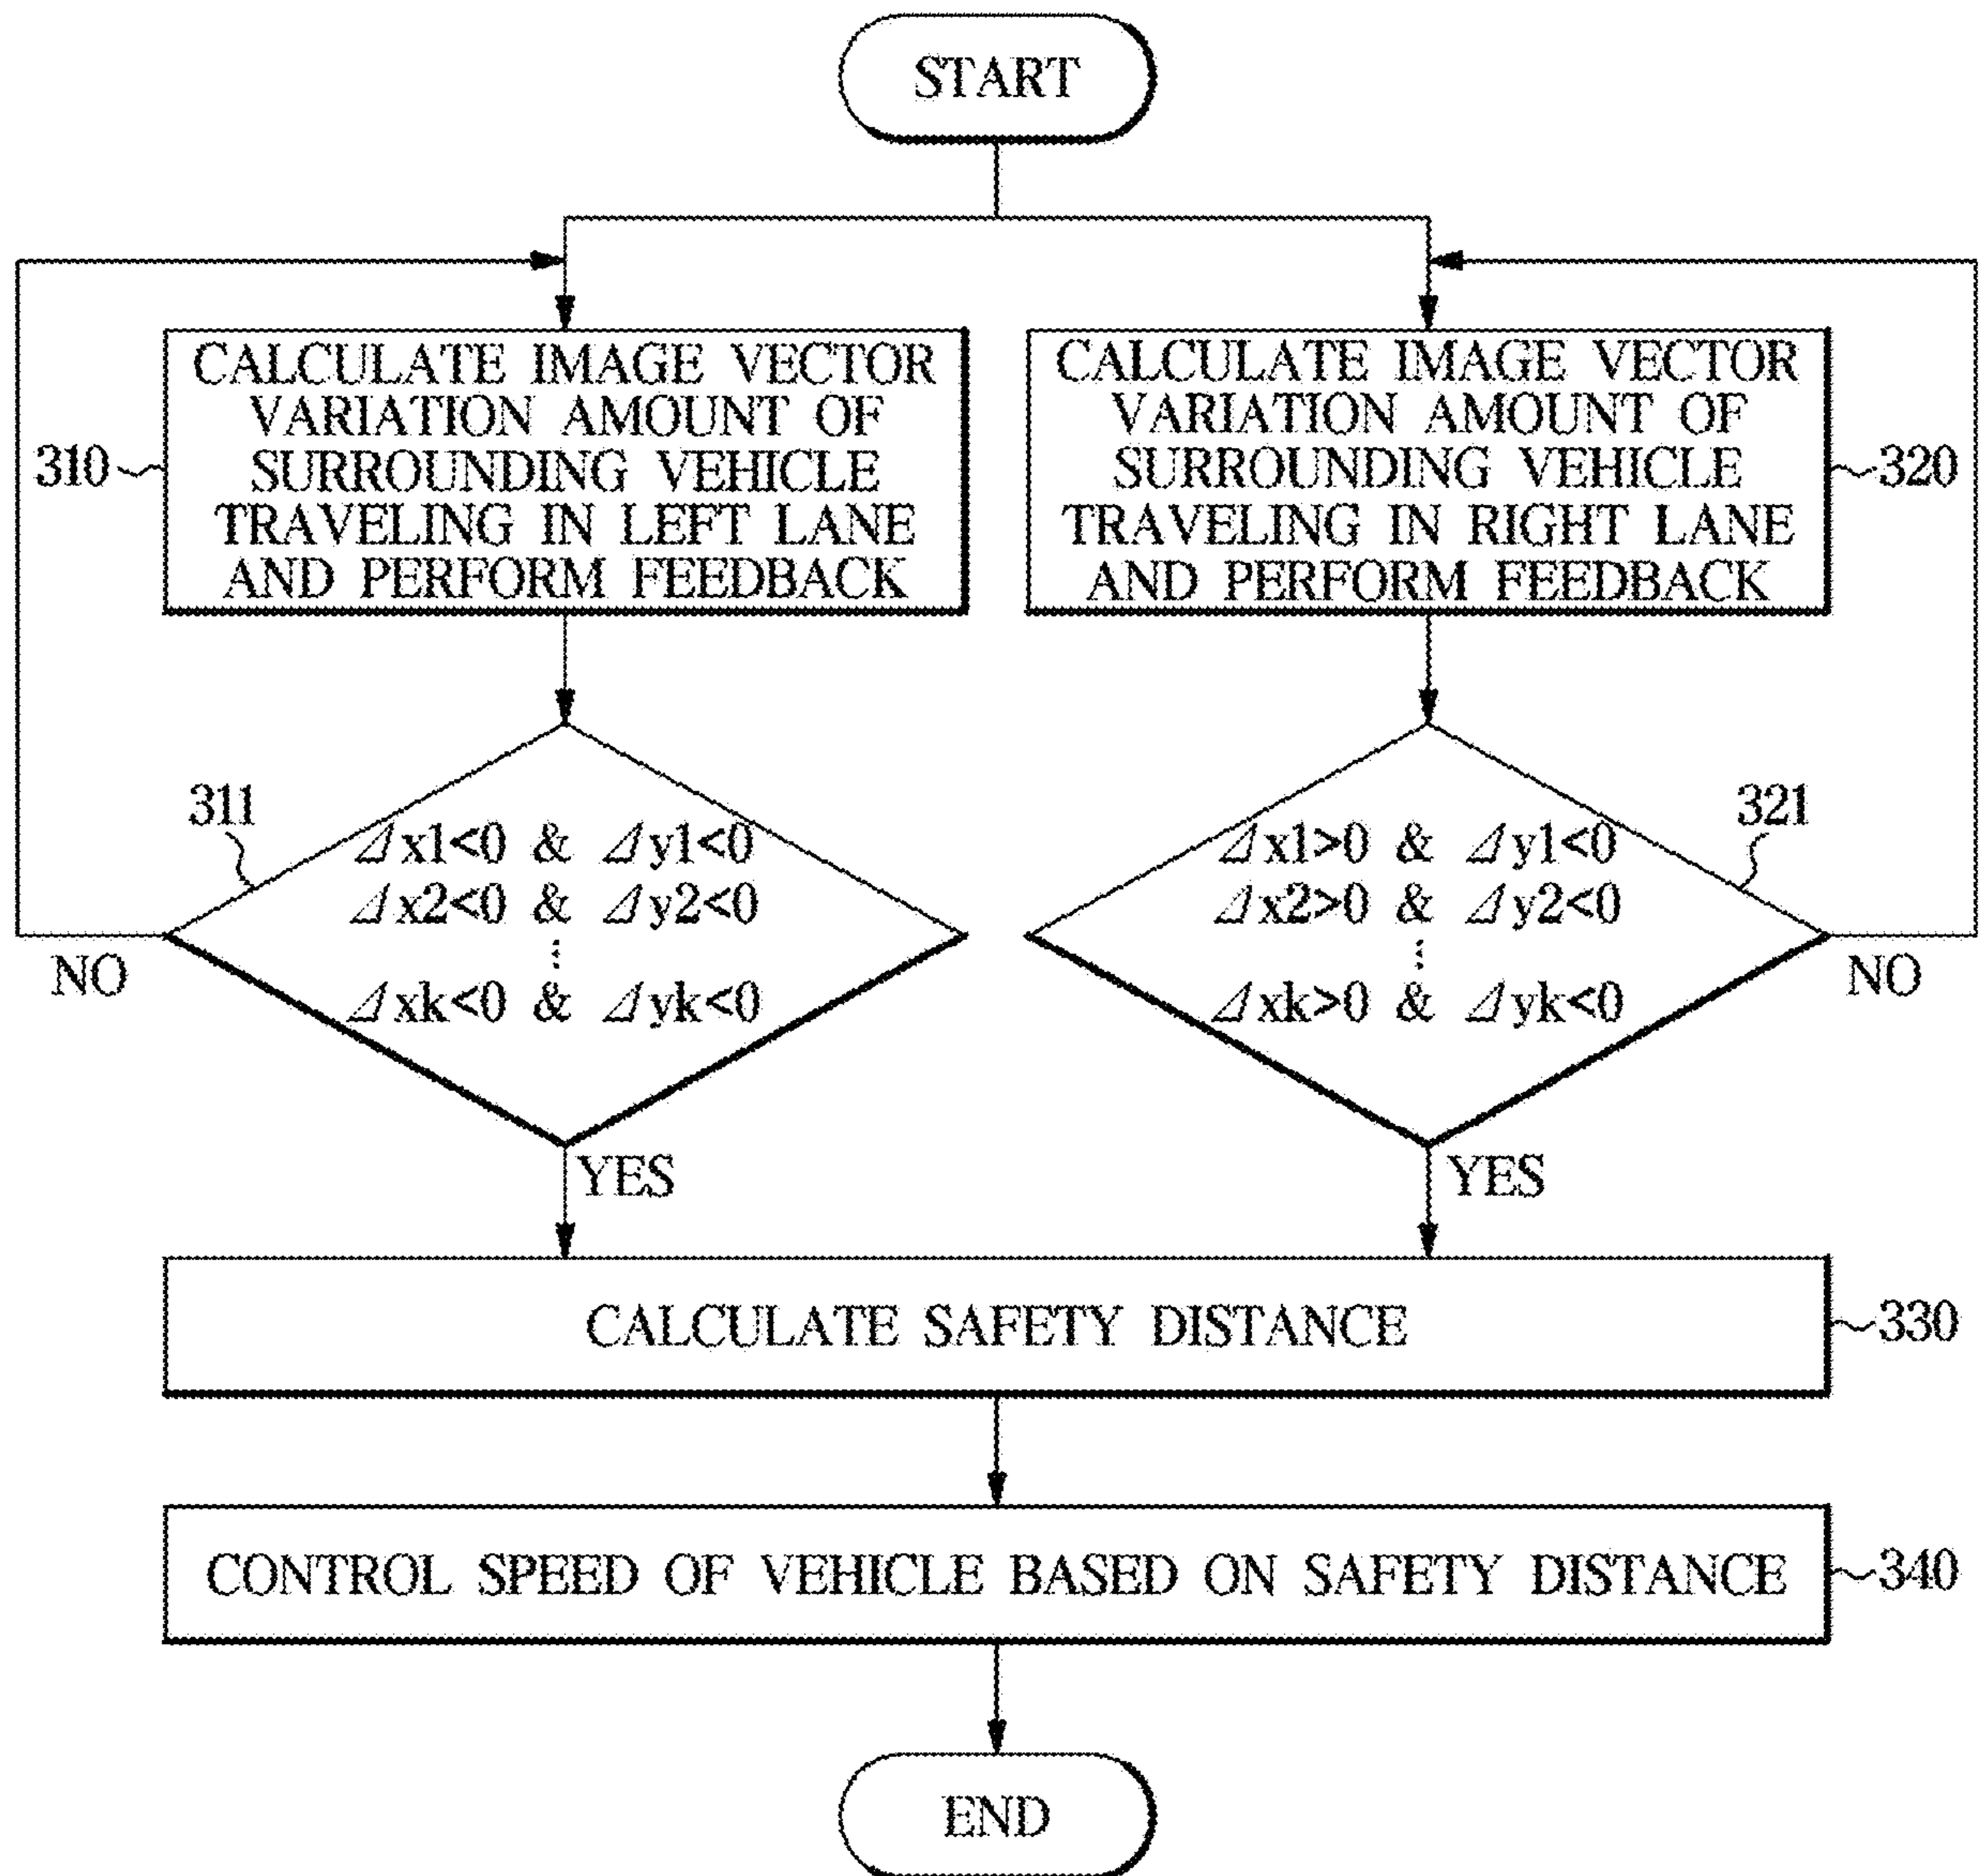 START
CALCULATE IMAGE VECTOR
VARIATION AMOUNT OF
SURROUNDING VEHICLE
TRAVELING IN LEFT LANE
AND PERFORM FEEDBACK
310
CALCULATE IMAGE VECTOR
VARIATION AMOUNT OF
SURROUNDING VEHICLE
TRAVELING IN RIGHT LANE
AND PERFORM FEEDBACK
320
311
⊿x1<0 & ⊿y1<0
⊿x2<0 & ⊿y2<0
⋮
⊿xk<0 & ⊿yk<0
NO
YES
321
⊿x1>0 & ⊿y1<0
⊿x2>0 & ⊿y2<0
⋮
⊿xk>0 & ⊿yk<0
NO
YES
CALCULATE SAFETY DISTANCE
330
CONTROL SPEED OF VEHICLE BASED ON SAFETY DISTANCE
340
END